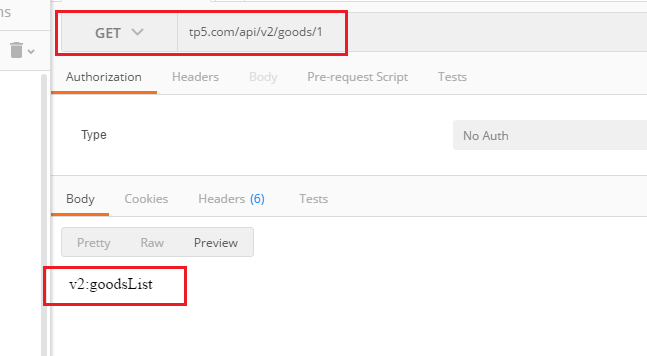 ns
GET tp5.com/api/v2/goods/1
Authorization Headers Body Pre-request Script Tests
Type No Auth
Body Cookies Headers (6) Tests
Pretty Raw Preview
v2:goodsList